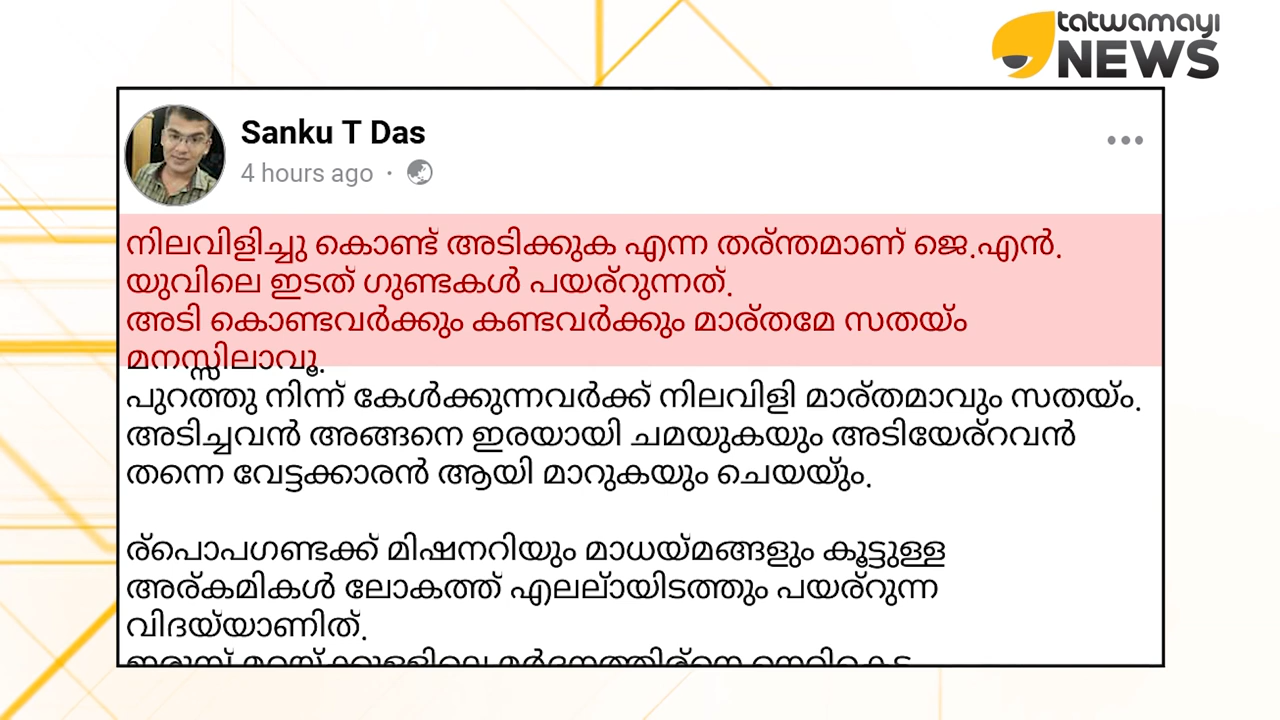 tatwamayi
NEWS
Sanku T Das
4 hours ago
നിലവിളിച്ചു കൊണ്ട് അടിക്കുക എന്ന തര്ന്തമാണ് ജെ.എൻ.
യുവിലെ ഇടത് ഗുണ്ടകൾ പയര്റുന്നത്.
അടി കൊണ്ടവർക്കും കണ്ടവർക്കും മാര്തമേ സതയ്ം
മനസ്സിലാവൂ.
പുറത്തു നിന്ന് കേൾക്കുന്നവർക്ക് നിലവിളി മാര്തമാവും സതയ്ം.
അടിച്ചവൻ അങ്ങനെ ഇരയായി ചമയുകയും അടിയേര്റവൻ
തന്നെ വേട്ടക്കാരൻ ആയി മാറുകയും ചെയയ്ും.
ര്പൊപഗണ്ടക്ക് മിഷനറിയും മാധയ്മങ്ങളും കൂട്ടുള്ള
അര്കമികൾ ലോകത്ത് എലല്ായിടത്തും പയര്റുന്ന
വിദയ്യാണിത്.